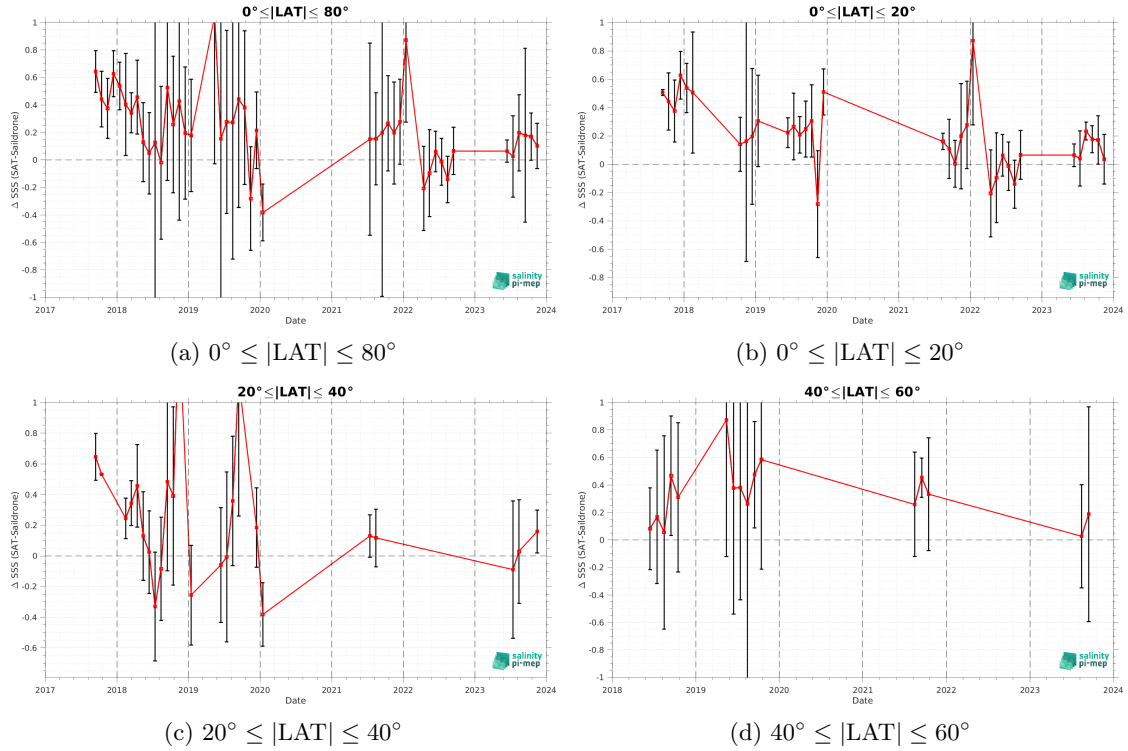 0°≤|LAT|≤ 80°
1
0.8
0.6
0.4
0.2
0
-0.2
-0.4
-0.6
-0.8
-1
Δ SSS (SAT-Saildrone)
2017 2018 2019 2020 2021 2022 2023 2024
Date
salinity
pi-mep
(a) 0° ≤ |LAT| ≤ 80°
0°≤|LAT|≤ 20°
1
0.8
0.6
0.4
0.2
0
-0.2
-0.4
-0.6
-0.8
Δ SSS (SAT-Saildrone)
2017 2018 2019 2020 2021 2022 2023 2024
Date
salinity
pi-mep
(b) 0° ≤ |LAT| ≤ 20°
20°≤|LAT|≤ 40°
1
0.8
0.6
0.4
0.2
0
-0.2
-0.4
-0.6
Δ SSS (SAT-Saildrone)
2017 2018 2019 2020 2021 2022 2023 2024
Date
salinity
pi-mep
(c) 20° ≤ |LAT| ≤ 40°
40°≤|LAT|≤ 60°
1
0.8
0.6
0.4
0.2
0
-0.2
-0.4
-0.6
-0.8
-1
Δ SSS (SAT-Saildrone)
2018 2019 2020 2021 2022 2023 2024
Date
salinity
pi-mep
(d) 40° ≤ |LAT| ≤ 60°